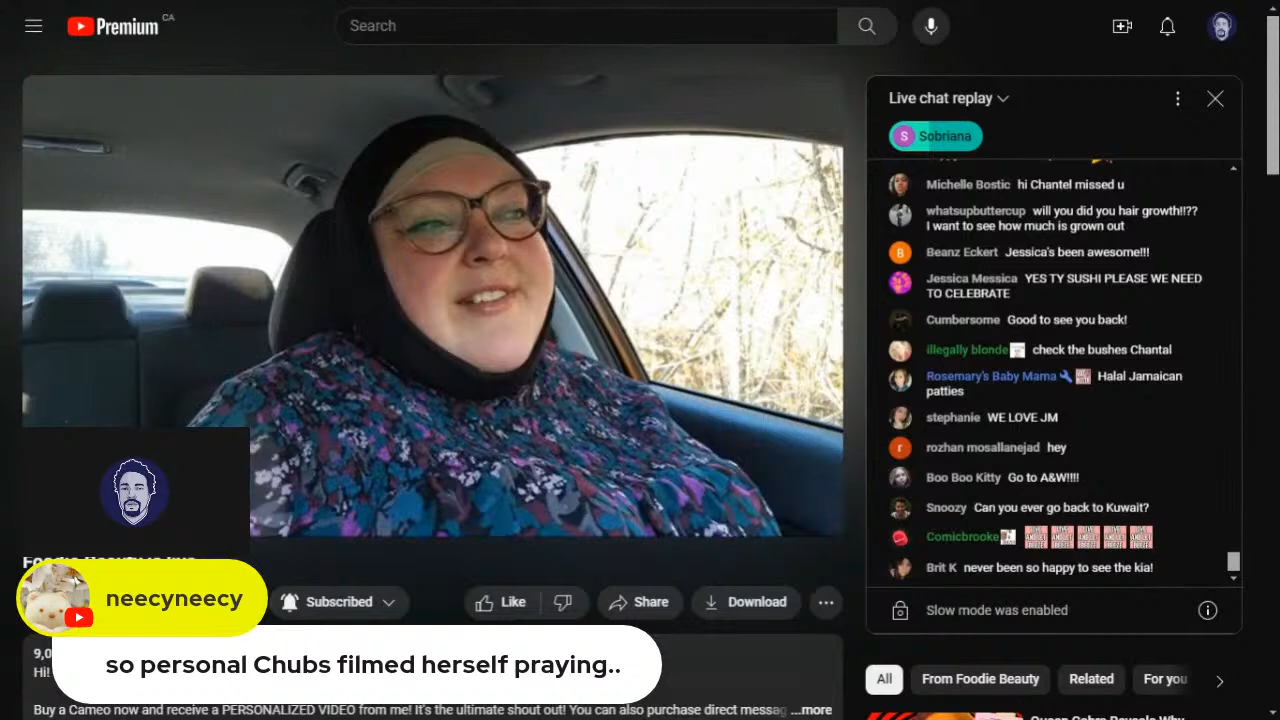 Premium CA
Search
Live chat replay
S Sobriana
Michelle Bostic hi Chantel missed u
whatsupbuttercup will you did you hair growth!!??
I want to see how much is grown out
B Beanz Eckert Jessica's been awesome!!!
Jessica Messica YES TY SUSHI PLEASE WE NEED
TO CELEBRATE
Cumbersome Good to see you back!
illegally blonde check the bushes Chantal
Rosemary's Baby Mama Halal Jamaican
patties
stephanie WE LOVE JM
r rozhan mosallanejad hey
Boo Boo Kitty Go to A&W!!!!
Snoozy Can you ever go back to Kuwait?
Comicbrooke
Brit K never been so happy to see the kia!
Slow mode was enabled
neecyneecy
Subscribed
Like
Share
Download
so personal Chubs filmed herself praying..
9,0
Hi!
Buy a Cameo now and receive a PERSONALIZED VIDEO from me! It's the ultimate shout out! You can also purchase direct messag ...more
All
From Foodie Beauty
Related
For you